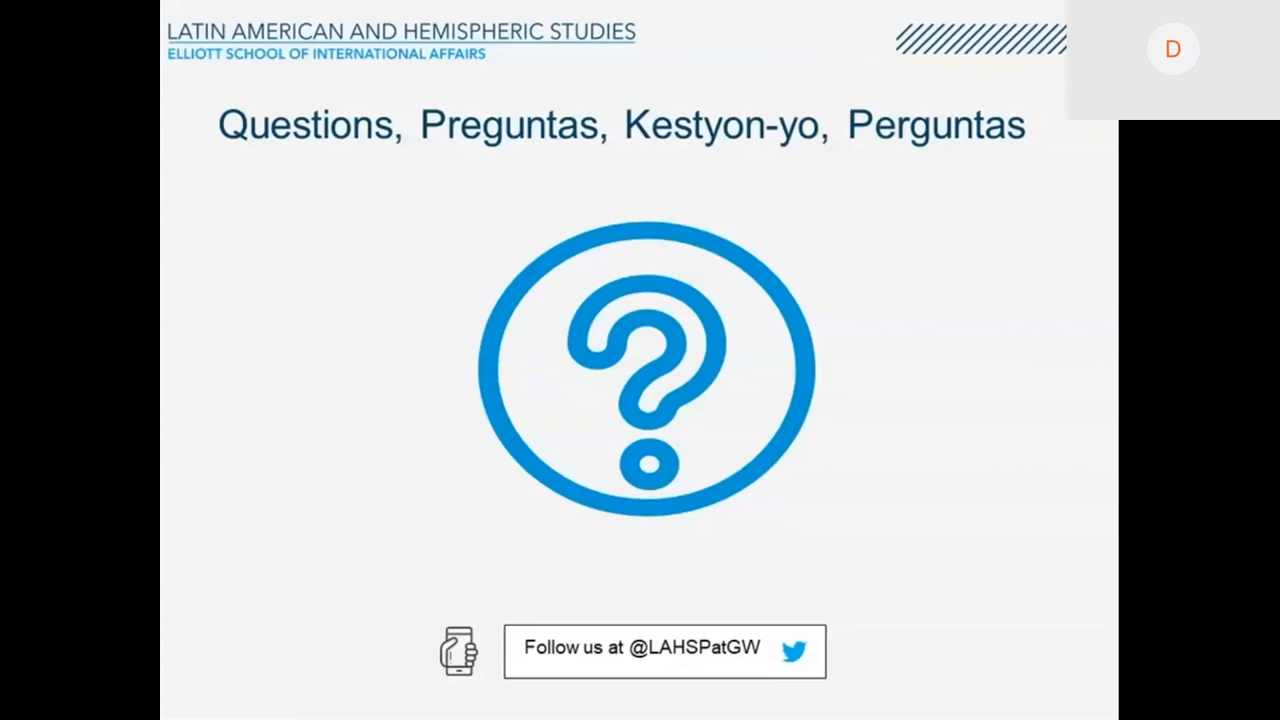 LATIN AMERICAN AND HEMISPHERIC STUDIES
ELLIOTT SCHOOL OF INTERNATIONAL AFFAIRS
D
Questions, Preguntas, Kestyon-yo, Perguntas
Follow us at @LAHSPatGW